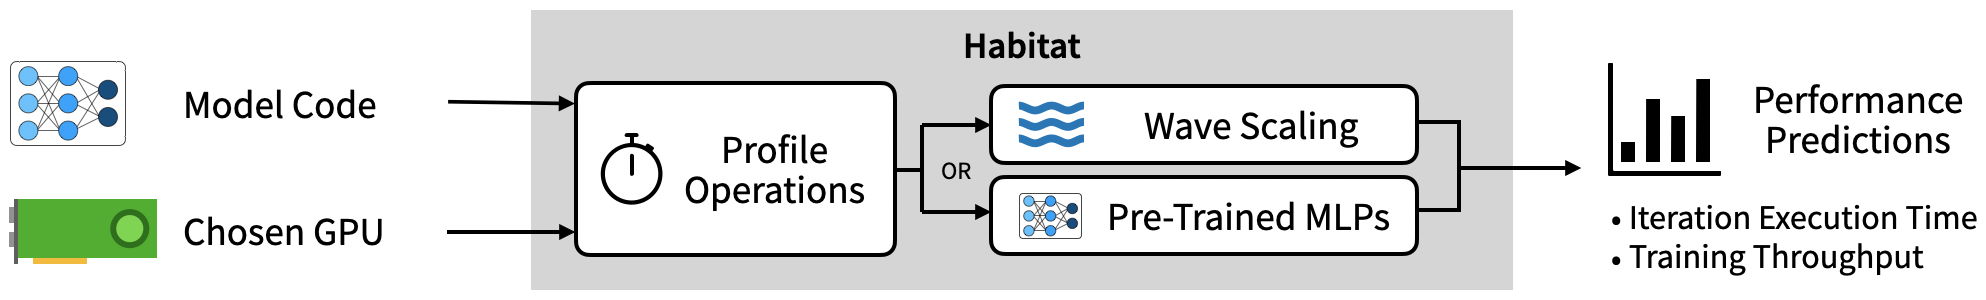 Habitat
Model Code
Chosen GPU
Profile
Operations
OR
Wave Scaling
Pre-Trained MLPs
Performance
Predictions
• Iteration Execution Time
• Training Throughput